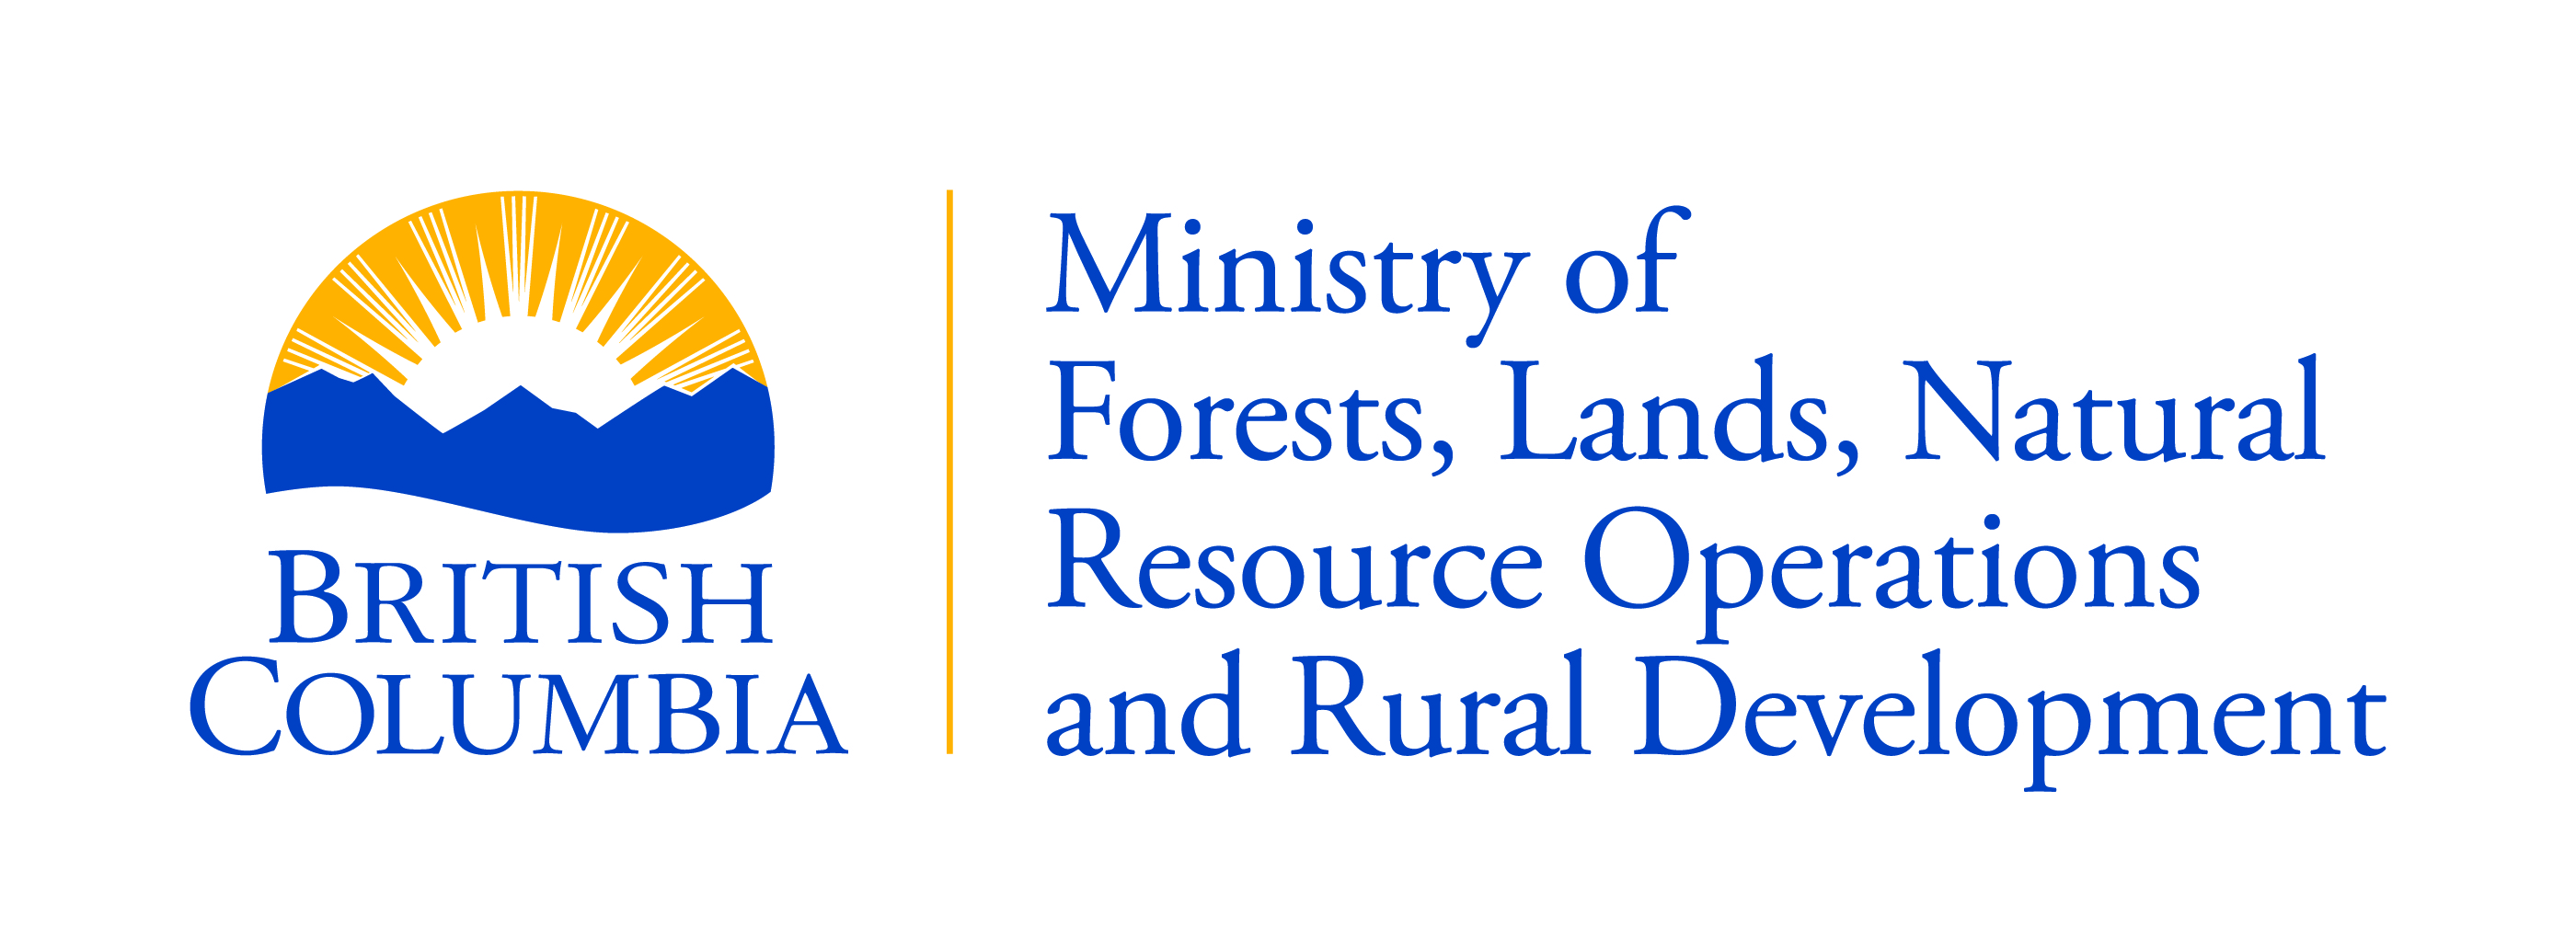 BRITISH
COLUMBIA
Ministry of
Forests, Lands, Natural
Resource Operations
and Rural Development